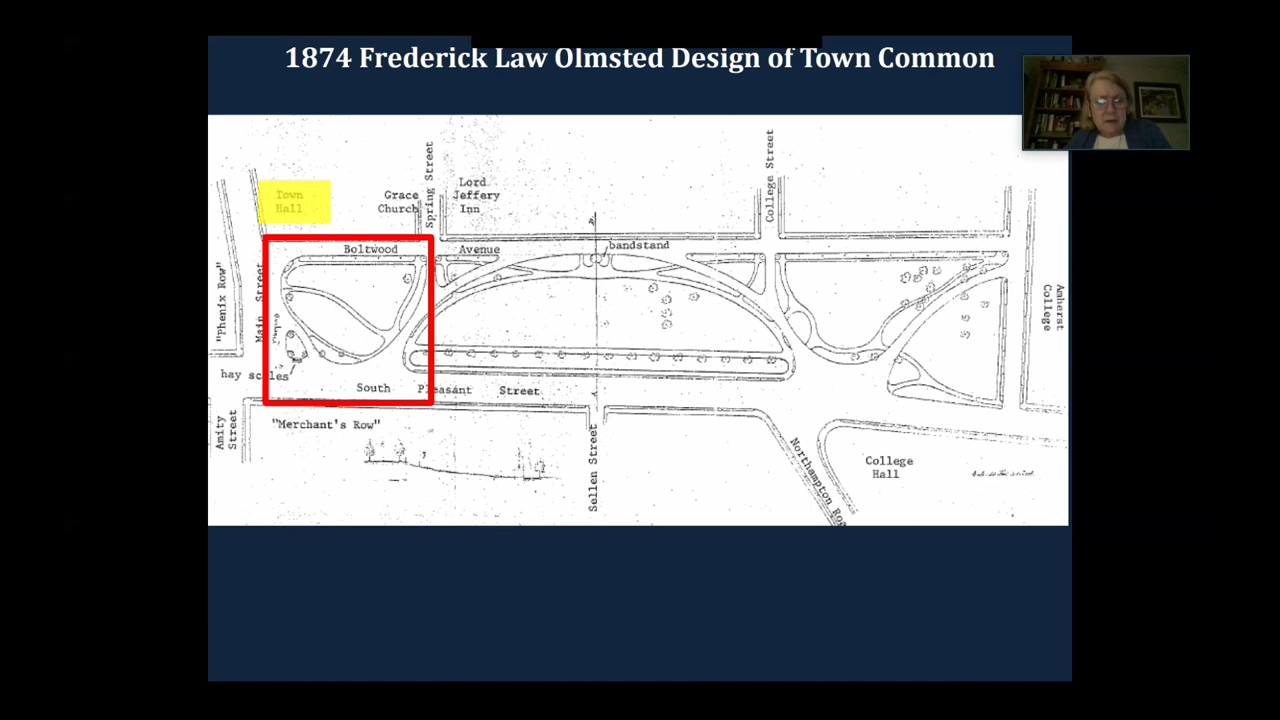 1874 Frederick Law Olmsted Design of Town Common
Town
Hall
Grace
Church
Spring Street
Lord
Jeffery
Inn
College Street
Boltwood
Avenue
bandstand
"Phenix Row"
Main Street
hay scales
South
Pleasant
Street
Amherst
College
Amity
Street
"Merchant's Row"
Sellen Street
Northampton Roa
College
Hall